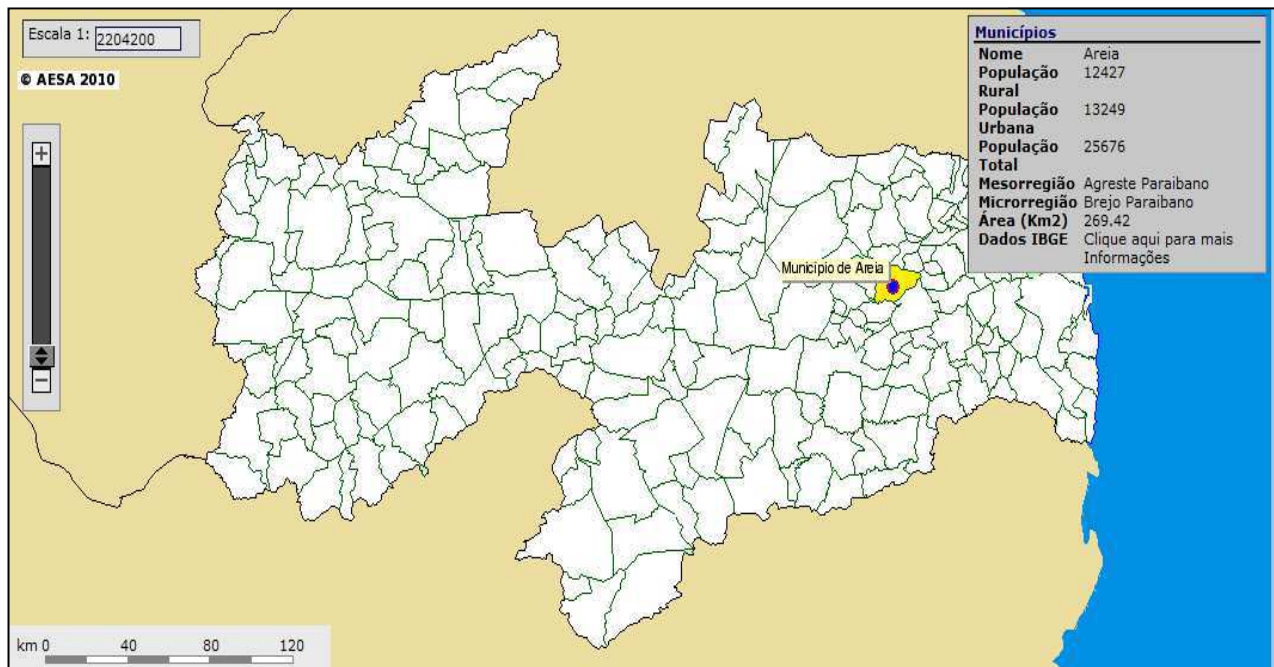 Escala 1: 2204200
© AESA 2010
+
−
Municípios
Nome Areia
População 12427
Rural
População 13249
Urbana
População 25676
Total
Mesorregião Agreste Paraibano
Microrregião Brejo Paraibano
Área (Km2) 269.42
Dados IBGE Clique aqui para mais
Informações
Município de Areia
km 0 40 80 120